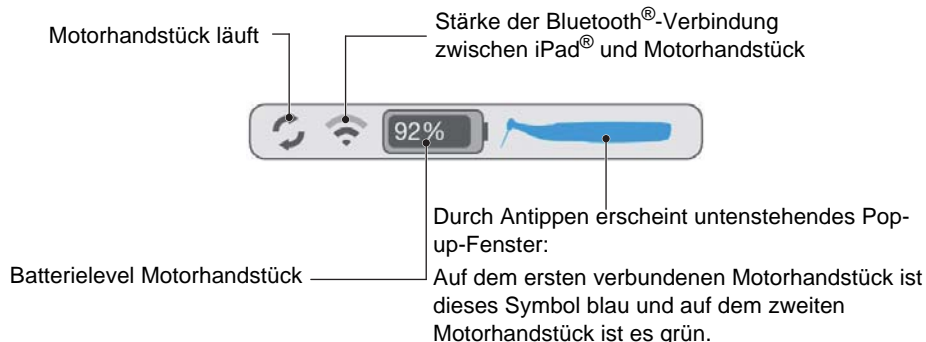 Motorhandstück läuft
Stärke der Bluetooth®-Verbindung
zwischen iPad® und Motorhandstück
92%
Durch Antippen erscheint untenstehendes Pop-
up-Fenster:
Batterielevel Motorhandstück
Auf dem ersten verbundenen Motorhandstück ist
dieses Symbol blau und auf dem zweiten
Motorhandstück ist es grün.